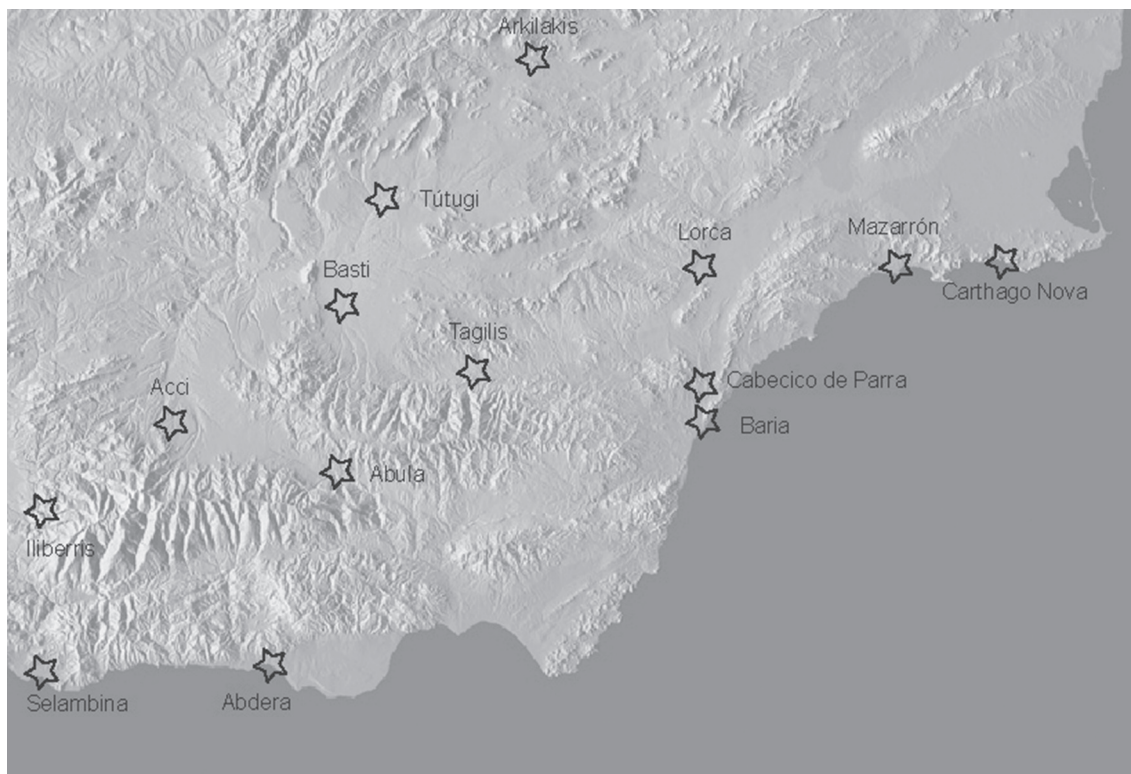 Arkilakis
Tútugi
Lorca
Mazarrón
Basti
Carthago Nova
Tagilis
Acci
Cabecico de Parra
Baria
Abula
Iliberris
Selambina
Abdera